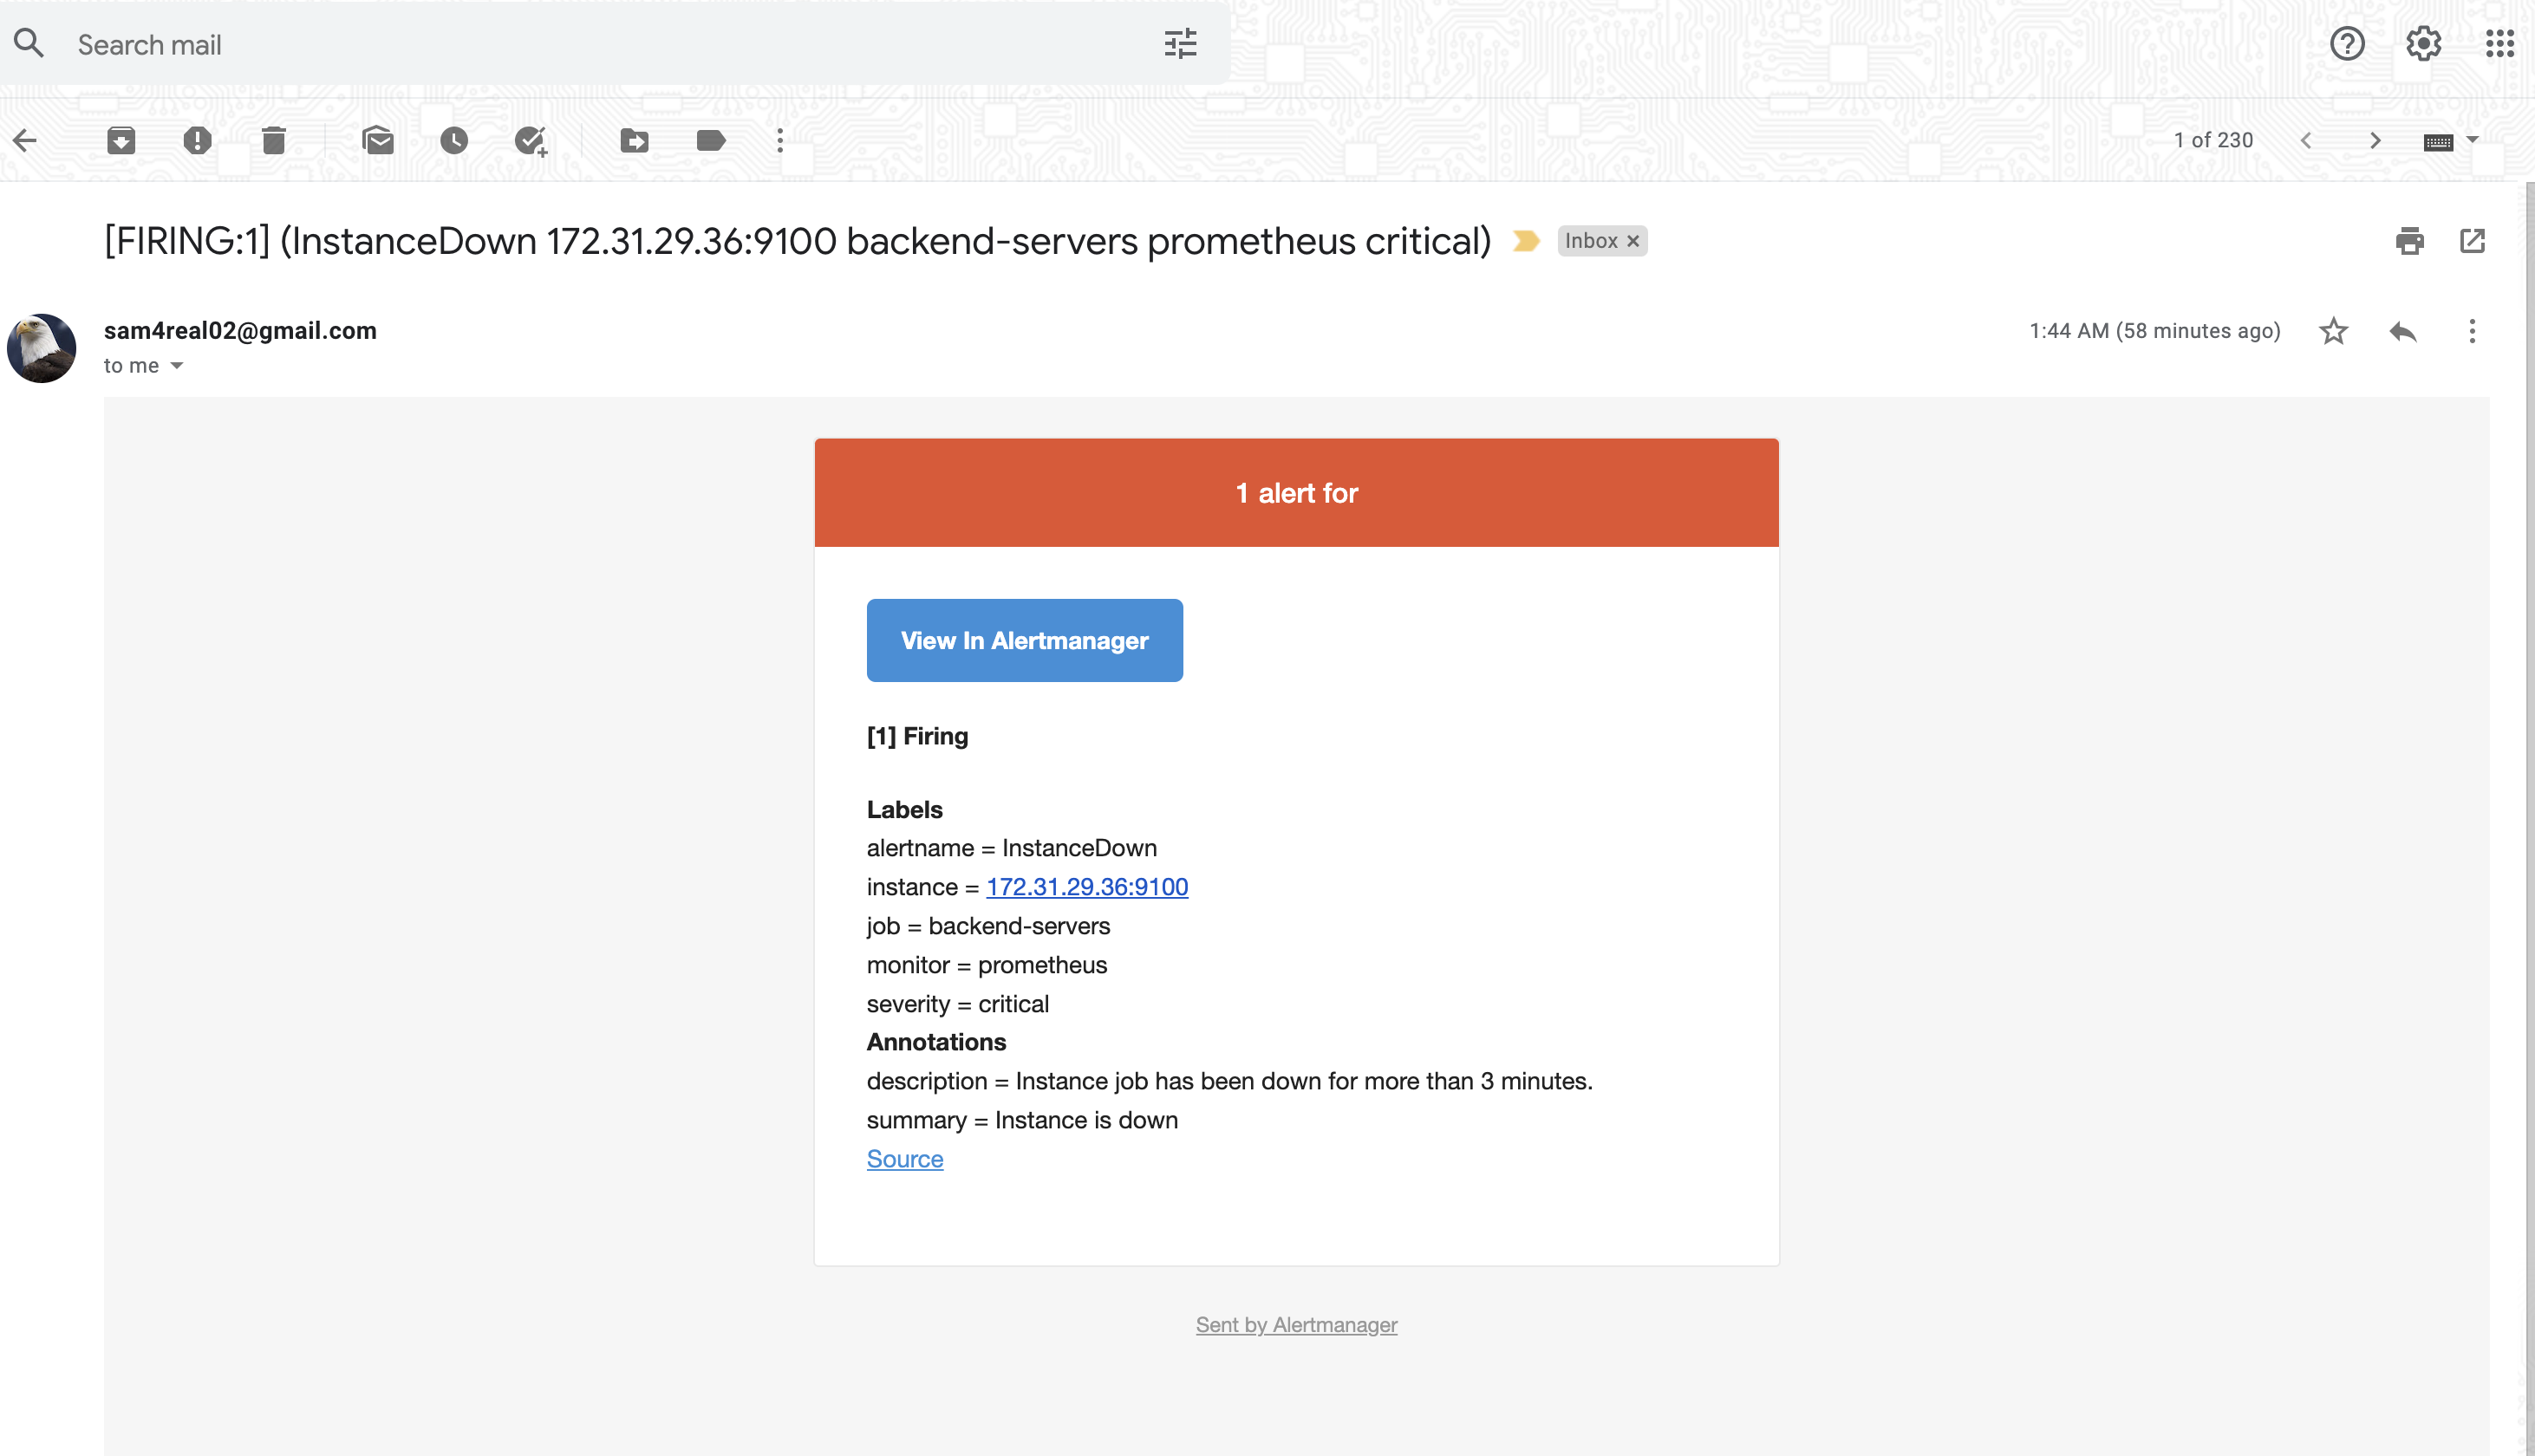 Search mail
1 of 230
[FIRING:1] (InstanceDown 172.31.29.36:9100 backend-servers prometheus critical) Inbox ×
sam4real02@gmail.com
1:44 AM (58 minutes ago)
to me
1 alert for
View In Alertmanager
[1] Firing
Labels
alertname = InstanceDown
instance = 172.31.29.36:9100
job = backend-servers
monitor = prometheus
severity = critical
Annotations
description = Instance job has been down for more than 3 minutes.
summary = Instance is down
Source
Sent by Alertmanager